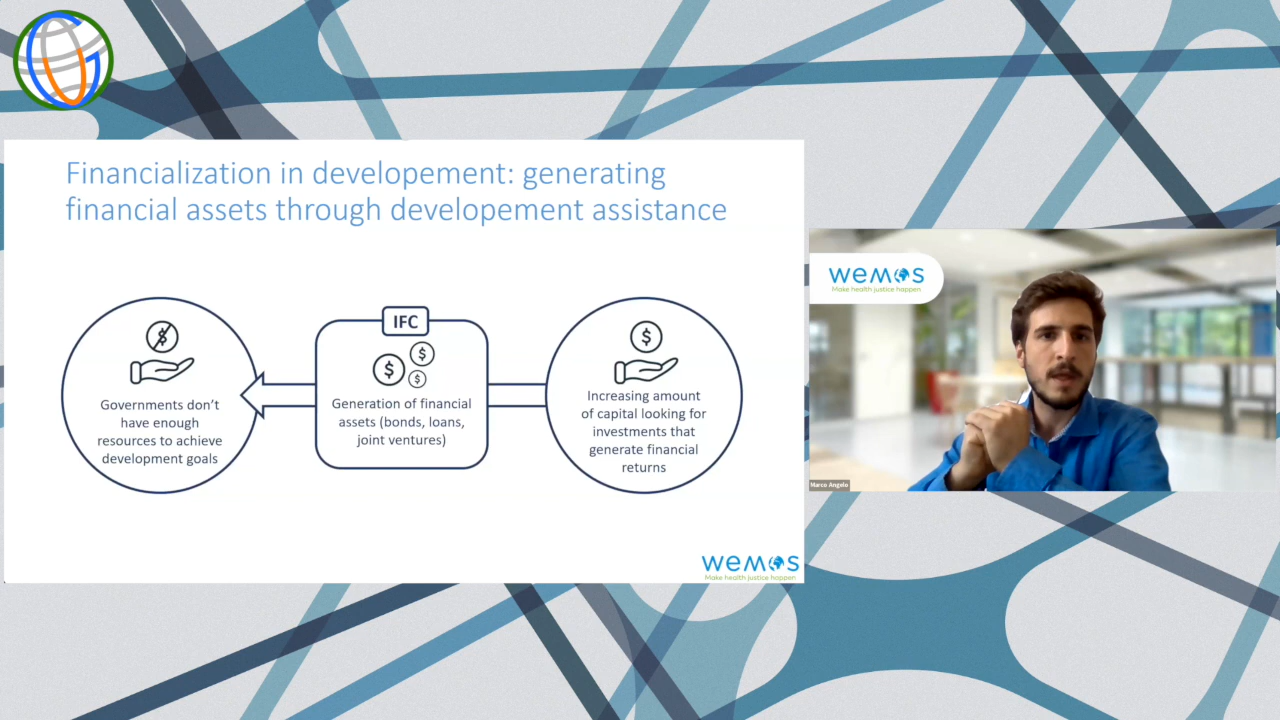 Financialization in developement: generating
financial assets through developement assistance
Governments don't
have enough
resources to achieve
development goals
IFC
Generation of financial
assets (bonds, loans,
joint ventures)
Increasing amount
of capital looking for
investments that
generate financial
returns
wemos
Make health justice happen
wemos
Make health justice happen
Marco Angelo